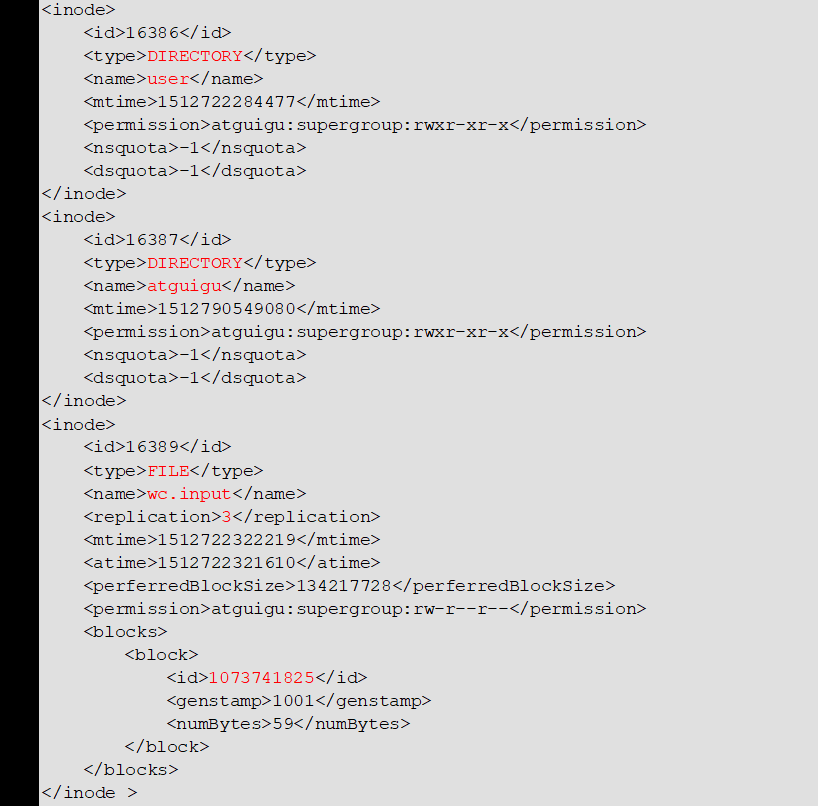 <inode>
    <id>16386</id>
    <type>DIRECTORY</type>
    <name>user</name>
    <mtime>1512722284477</mtime>
    <permission>atguigu:supergroup:rwxr-xr-x</permission>
    <nsquota>-1</nsquota>
    <dsquota>-1</dsquota>
</inode>
<inode>
    <id>16387</id>
    <type>DIRECTORY</type>
    <name>atguigu</name>
    <mtime>1512790549080</mtime>
    <permission>atguigu:supergroup:rwxr-xr-x</permission>
    <nsquota>-1</nsquota>
    <dsquota>-1</dsquota>
</inode>
<inode>
    <id>16389</id>
    <type>FILE</type>
    <name>wc.input</name>
    <replication>3</replication>
    <mtime>1512722322219</mtime>
    <atime>1512722321610</atime>
    <perferredBlockSize>134217728</perferredBlockSize>
    <permission>atguigu:supergroup:rw-r--r--</permission>
    <blocks>
        <block>
            <id>1073741825</id>
            <genstamp>1001</genstamp>
            <numBytes>59</numBytes>
        </block>
    </blocks>
</inode >